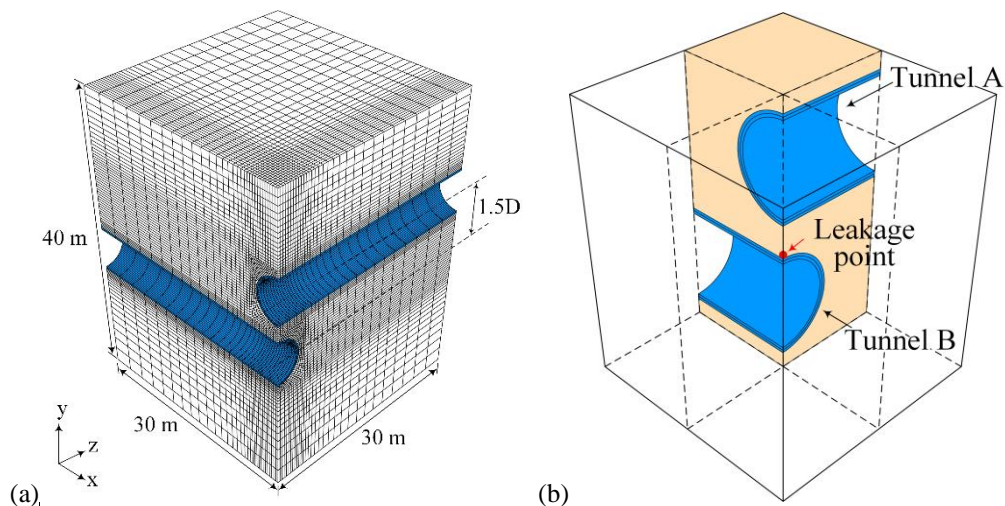 40 m
1.5D
30 m
30 m
y
z
x
(a)
Tunnel A
Leakage
point
Tunnel B
(b)